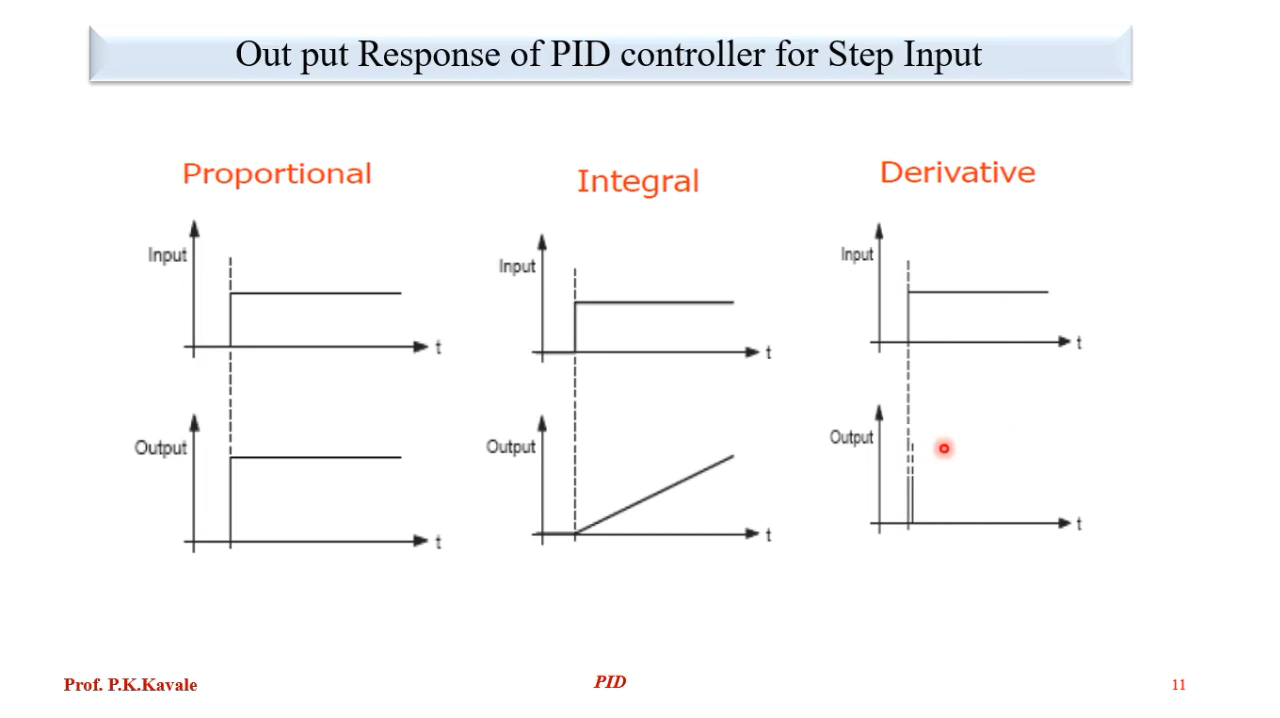 Out put Response of PID controller for Step Input
Proportional
Integral
Derivative
Input
t
Input
t
Input
t
Output
t
Output
t
Output
t
Prof. P.K.Kavale
PID
11